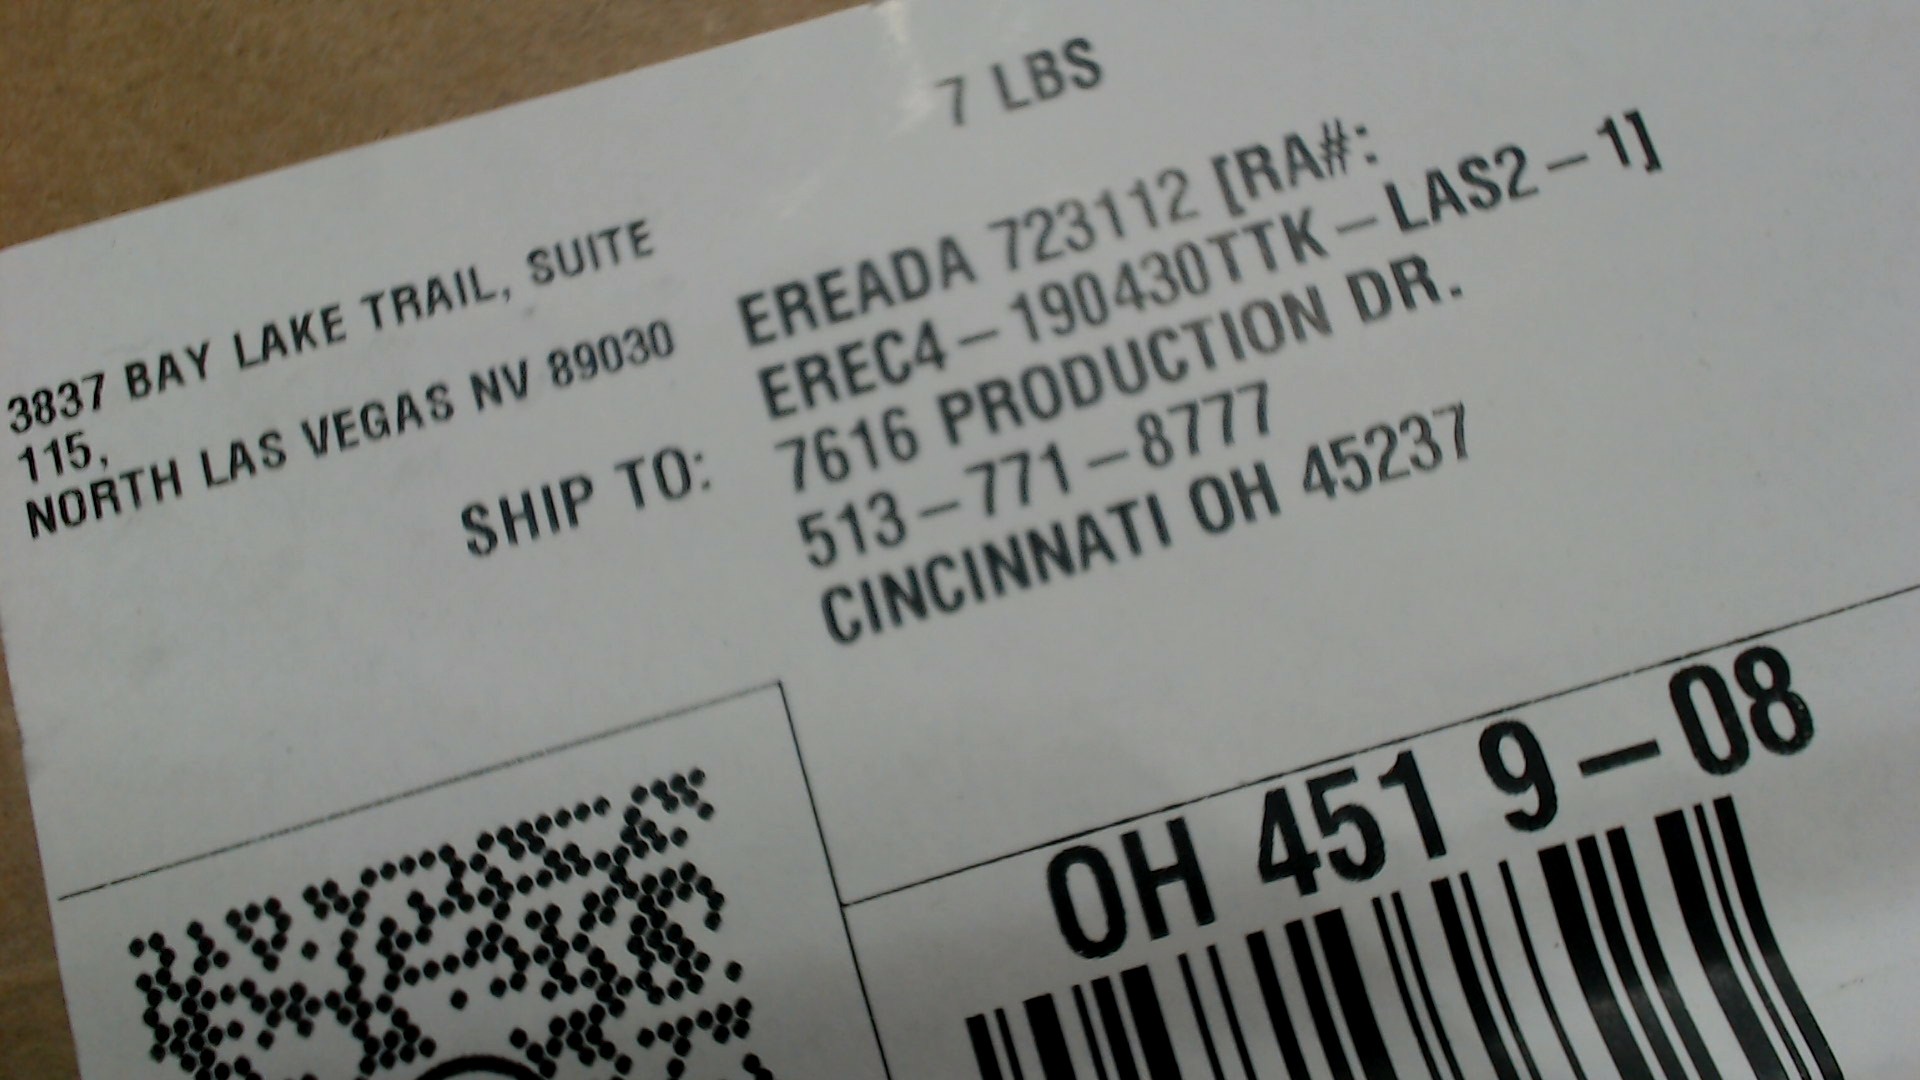 7 LBS
3837 BAY LAKE TRAIL, SUITE
115,
NORTH LAS VEGAS NV 89030
SHIP TO:
EREADA 723112 [RA#:
EREC4-190430TTK-LAS2-1]
7616 PRODUCTION DR.
513-771-8777
CINCINNATI OH 45237
OH 451 9-08